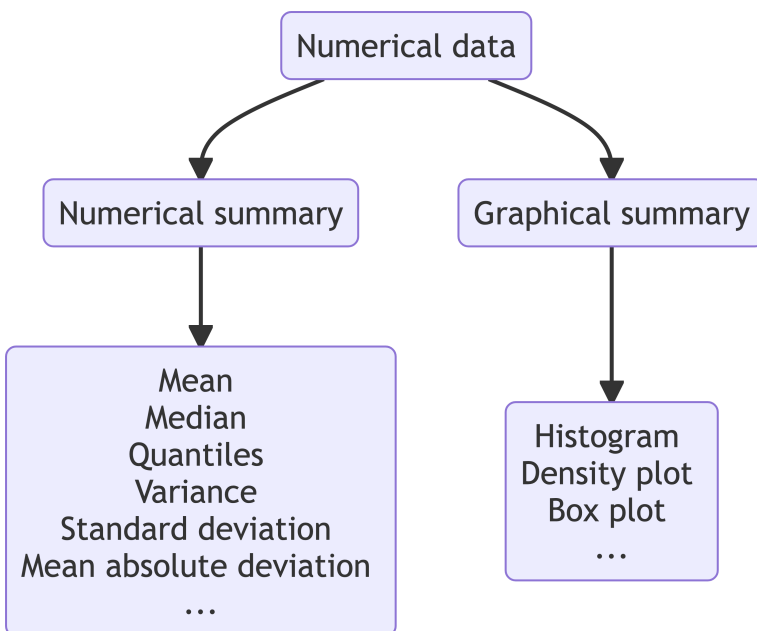 Numerical data
Numerical summary
Graphical summary
Mean
Median
Quantiles
Variance
Standard deviation
Mean absolute deviation
...
Histogram
Density plot
Box plot
...